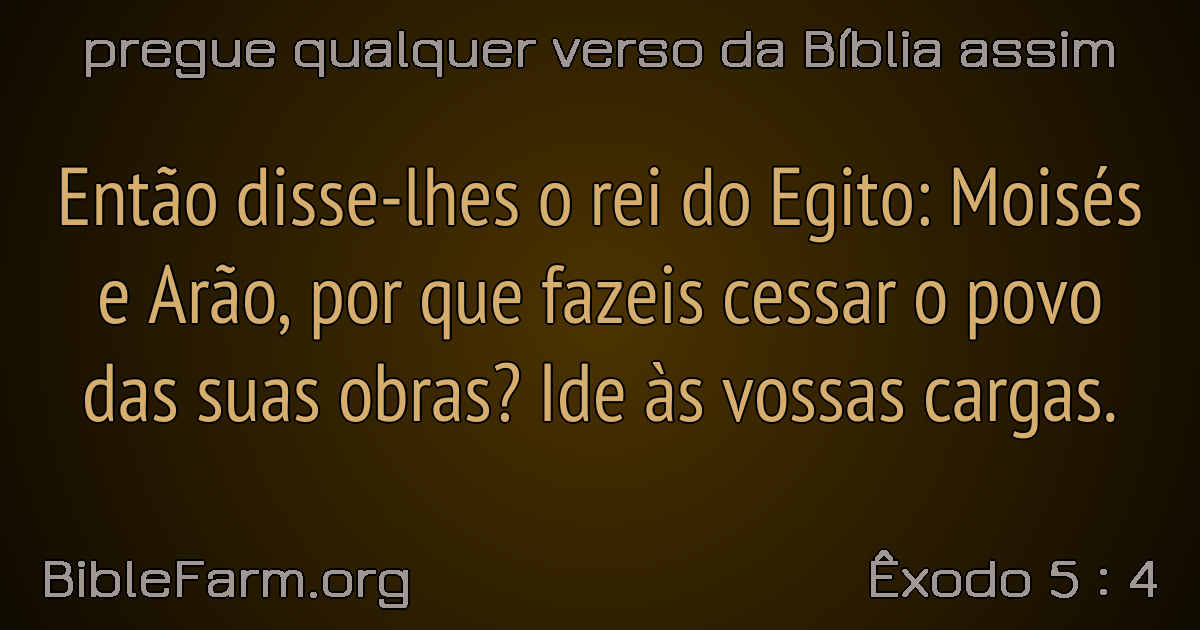 pregue qualquer verso da Bíblia assim
Então disse-lhes o rei do Egito: Moisés
e Arão, por que fazeis cessar o povo
das suas obras? Ide às vossas cargas.
BibleFarm.org
Êxodo 5 : 4